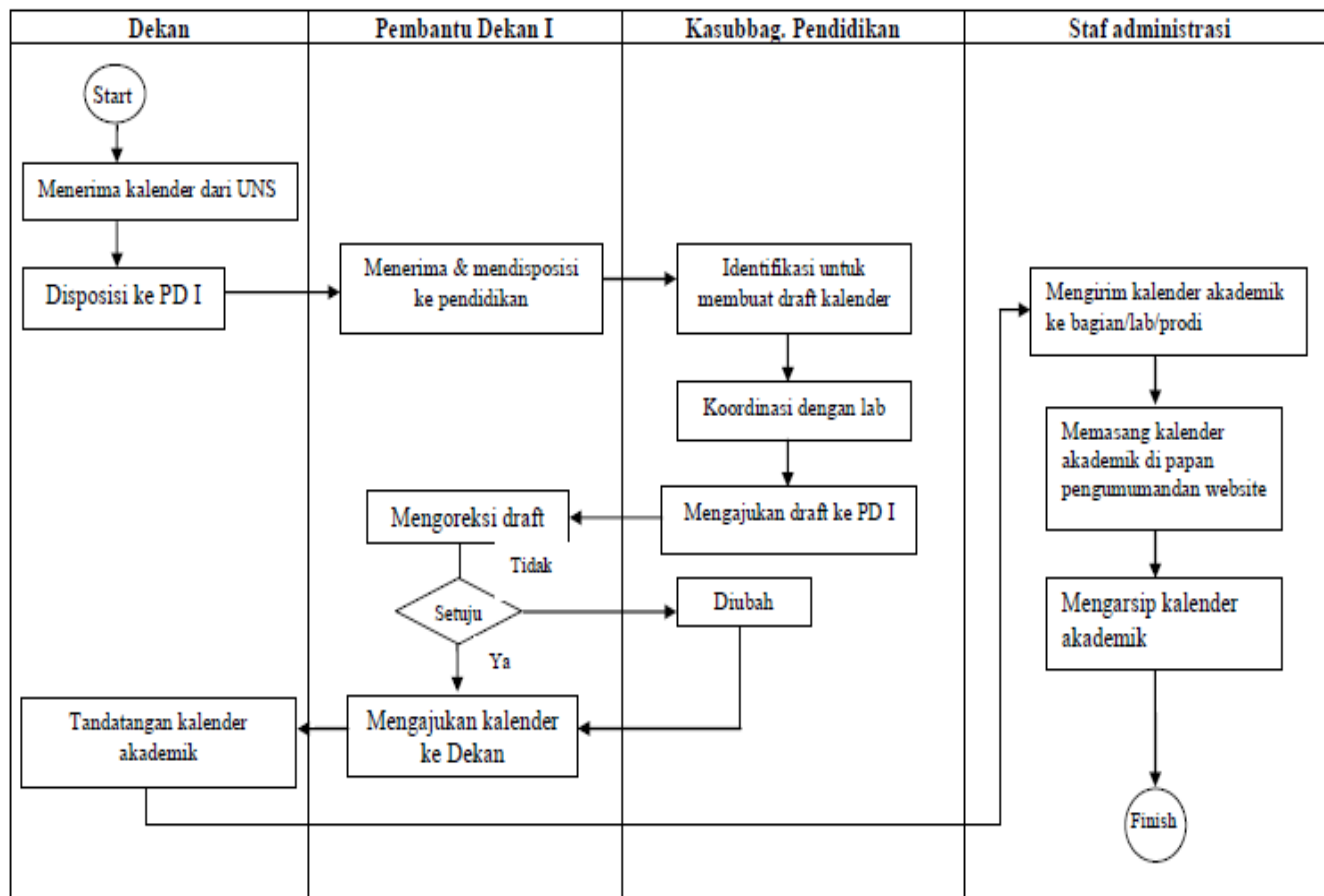 Dekan
Pembantu Dekan I
Kasubbag. Pendidikan
Staf administrasi
Start
Menerima kalender dari UNS
Disposisi ke PD I
Menerima & mendisposisi
ke pendidikan
Identifikasi untuk
membuat draft kalender
Koordinasi dengan lab
Mengajukan draft ke PD I
Mengoreksi draft
Tidak
Setuju
Diubah
Ya
Mengajukan kalender
ke Dekan
Tandatangan kalender
akademik
Mengirim kalender akademik
ke bagian/lab/prodi
Memasang kalender
akademik di papan
pengumumandan website
Mengarsip kalender
akademik
Finish